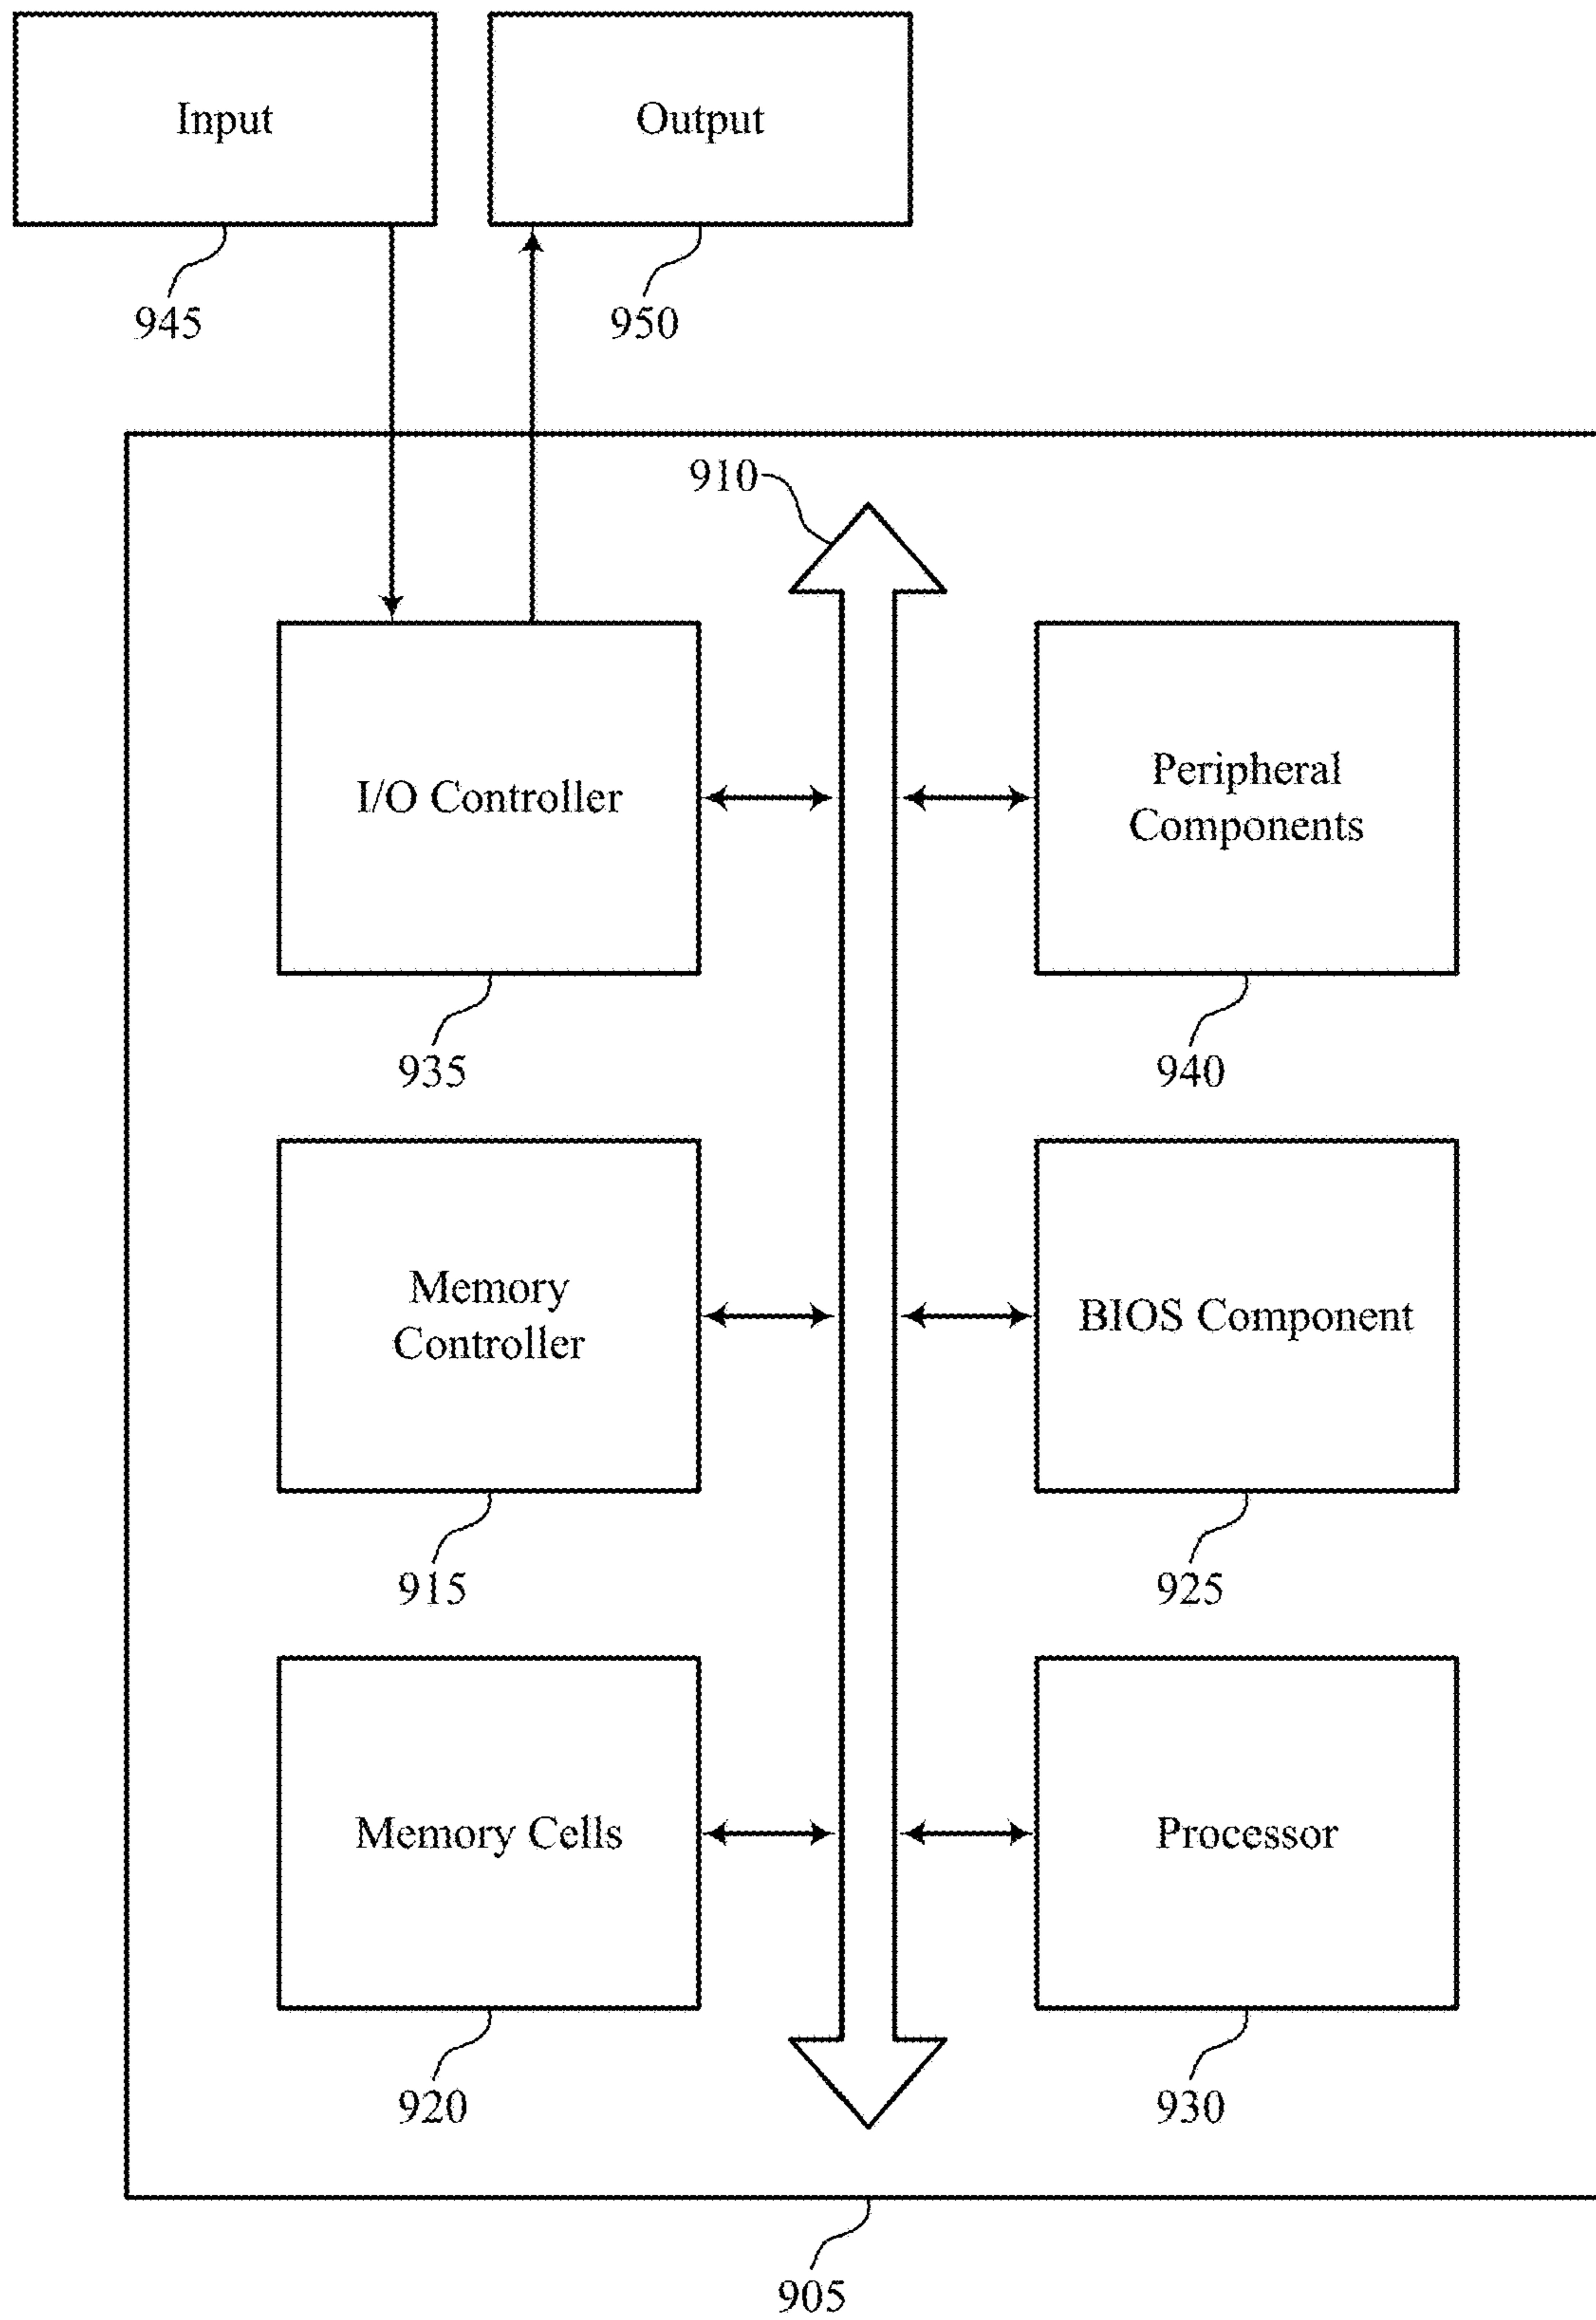 Input
Output
945
950
910
I/O Controller
Peripheral
Components
935
940
Memory
Controller
BIOS Component
915
925
Memory Cells
Processor
920
930
905